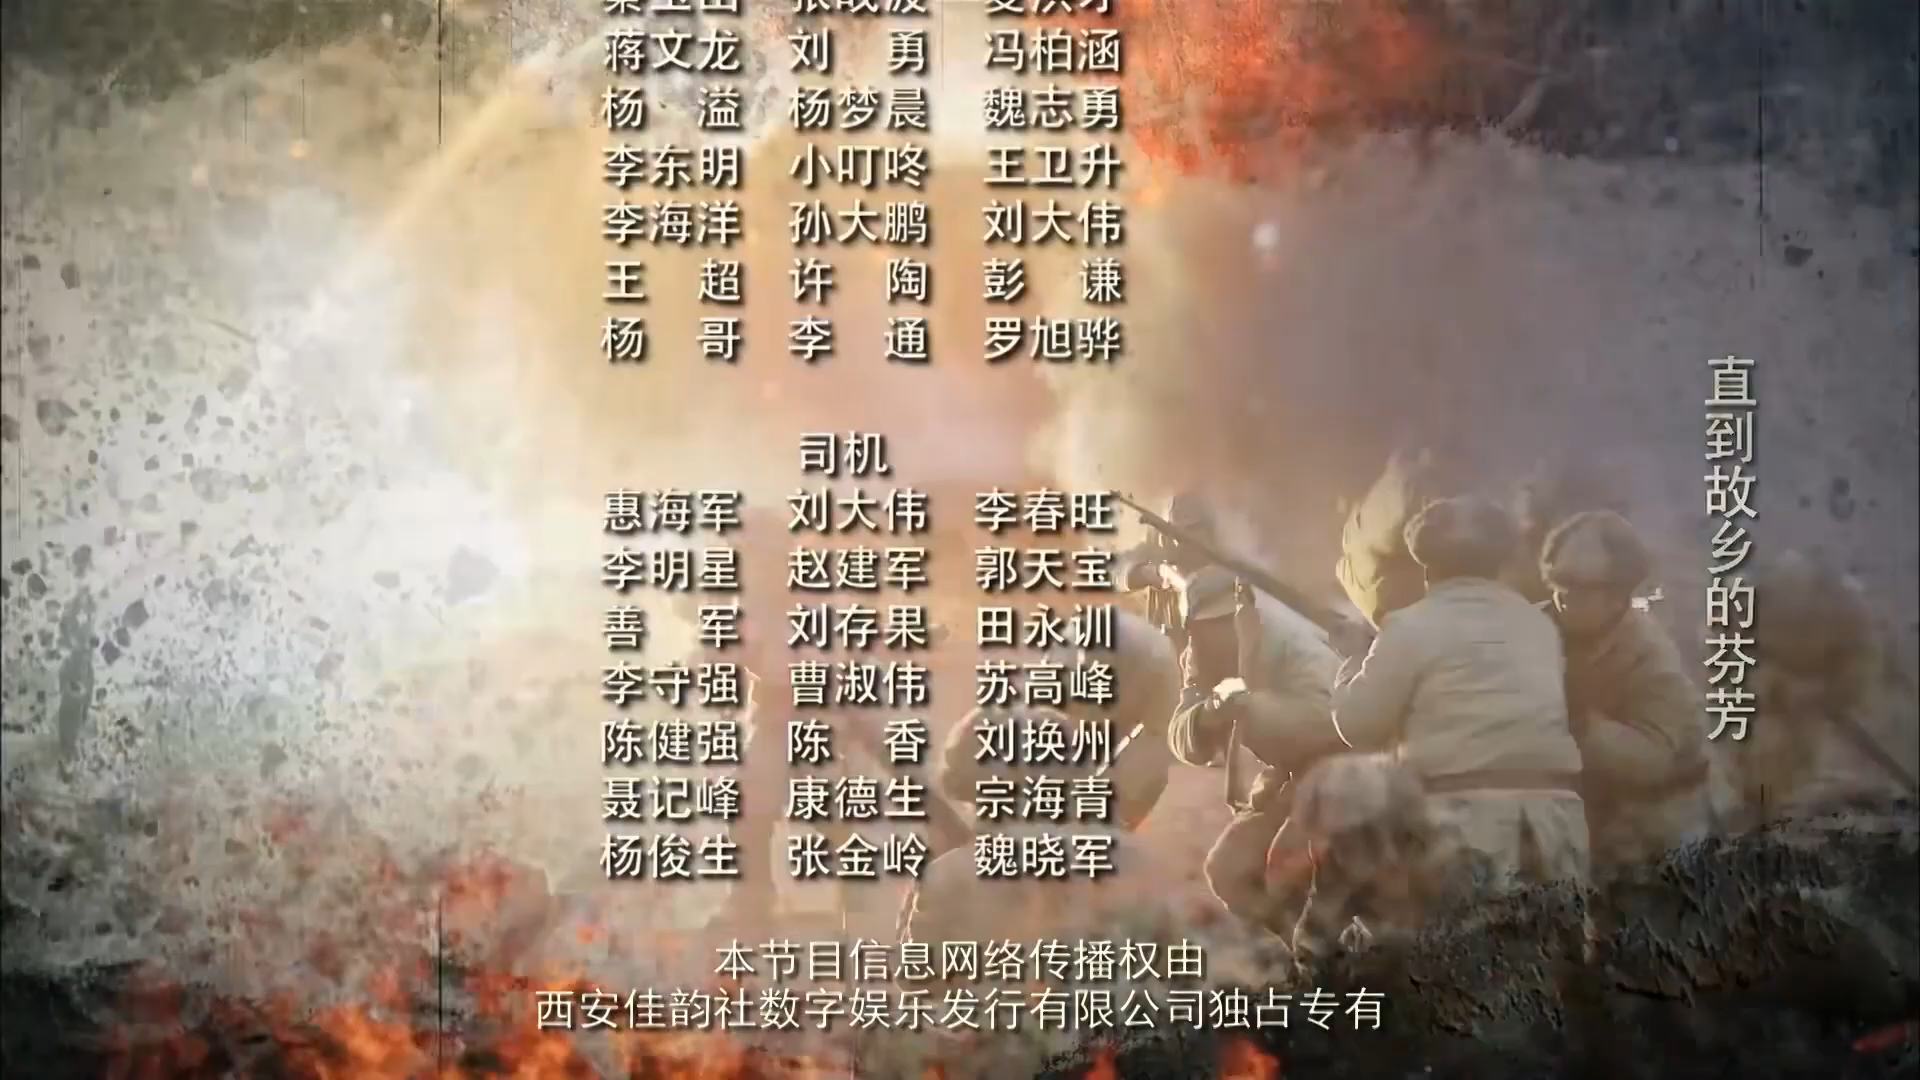 蒋文龙 刘勇 冯柏涵
杨溢 杨梦晨 魏志勇
李东明 小叮咚 王卫升
李海洋 孙大鹏 刘大伟
王超 许陶 彭谦
杨哥 李通 罗旭骅
司机
惠海军 刘大伟 李春旺
李明星 赵建军 郭天宝
善军 刘存果 田永训
李守强 曹淑伟 苏高峰
陈健强 陈香 刘换州
聂记峰 康德生 宗海青
杨俊生 张金岭 魏晓军
直到故乡的芬芳
本节目信息网络传播权由
西安佳韵社数字娱乐发行有限公司独占专有